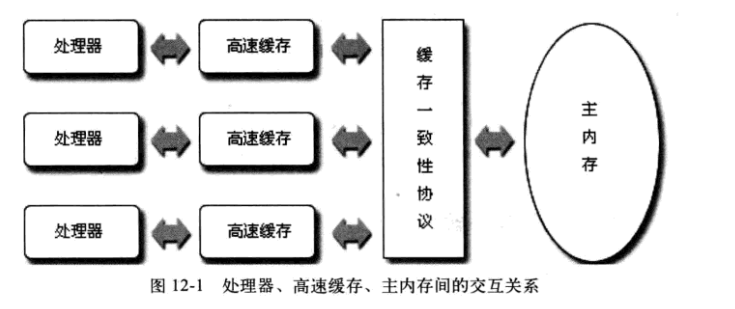 处理器
高速缓存
处理器
高速缓存
处理器
高速缓存
缓存一致性协议
主内存
图 12-1 处理器、高速缓存、主内存间的交互关系